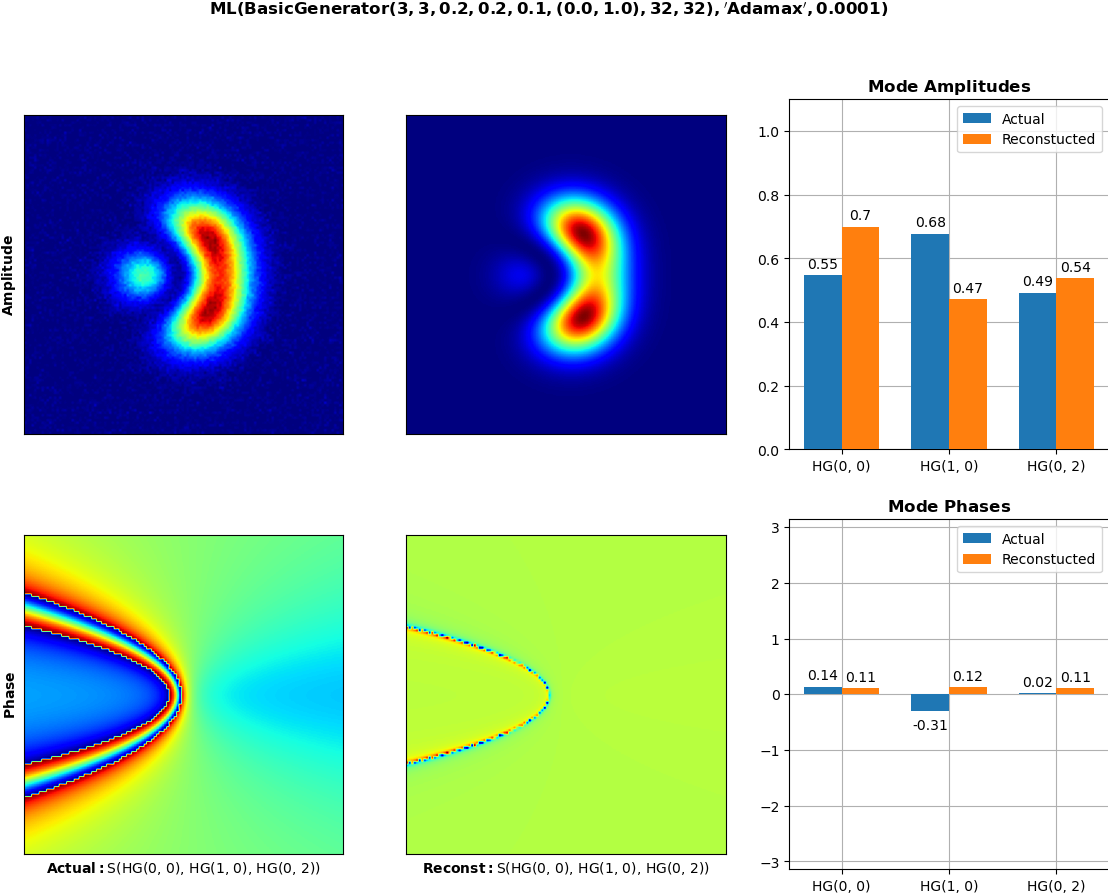 ML(BasicGenerator(3, 3, 0.2, 0.2, 0.1, (0.0, 1.0), 32, 32), ′Adamax′, 0.0001)
Amplitude
Mode Amplitudes
Actual
Reconstucted
1.0
0.8
0.6
0.4
0.2
0.0
0.55
0.7
0.68
0.47
0.49
0.54
HG(0, 0)
HG(1, 0)
HG(0, 2)
Phase
Actual: S(HG(0, 0), HG(1, 0), HG(0, 2))
Reconst: S(HG(0, 0), HG(1, 0), HG(0, 2))
Mode Phases
Actual
Reconstucted
3
2
1
0
−1
−2
−3
0.14
0.11
-0.31
0.12
0.02
0.11
HG(0, 0)
HG(1, 0)
HG(0, 2)